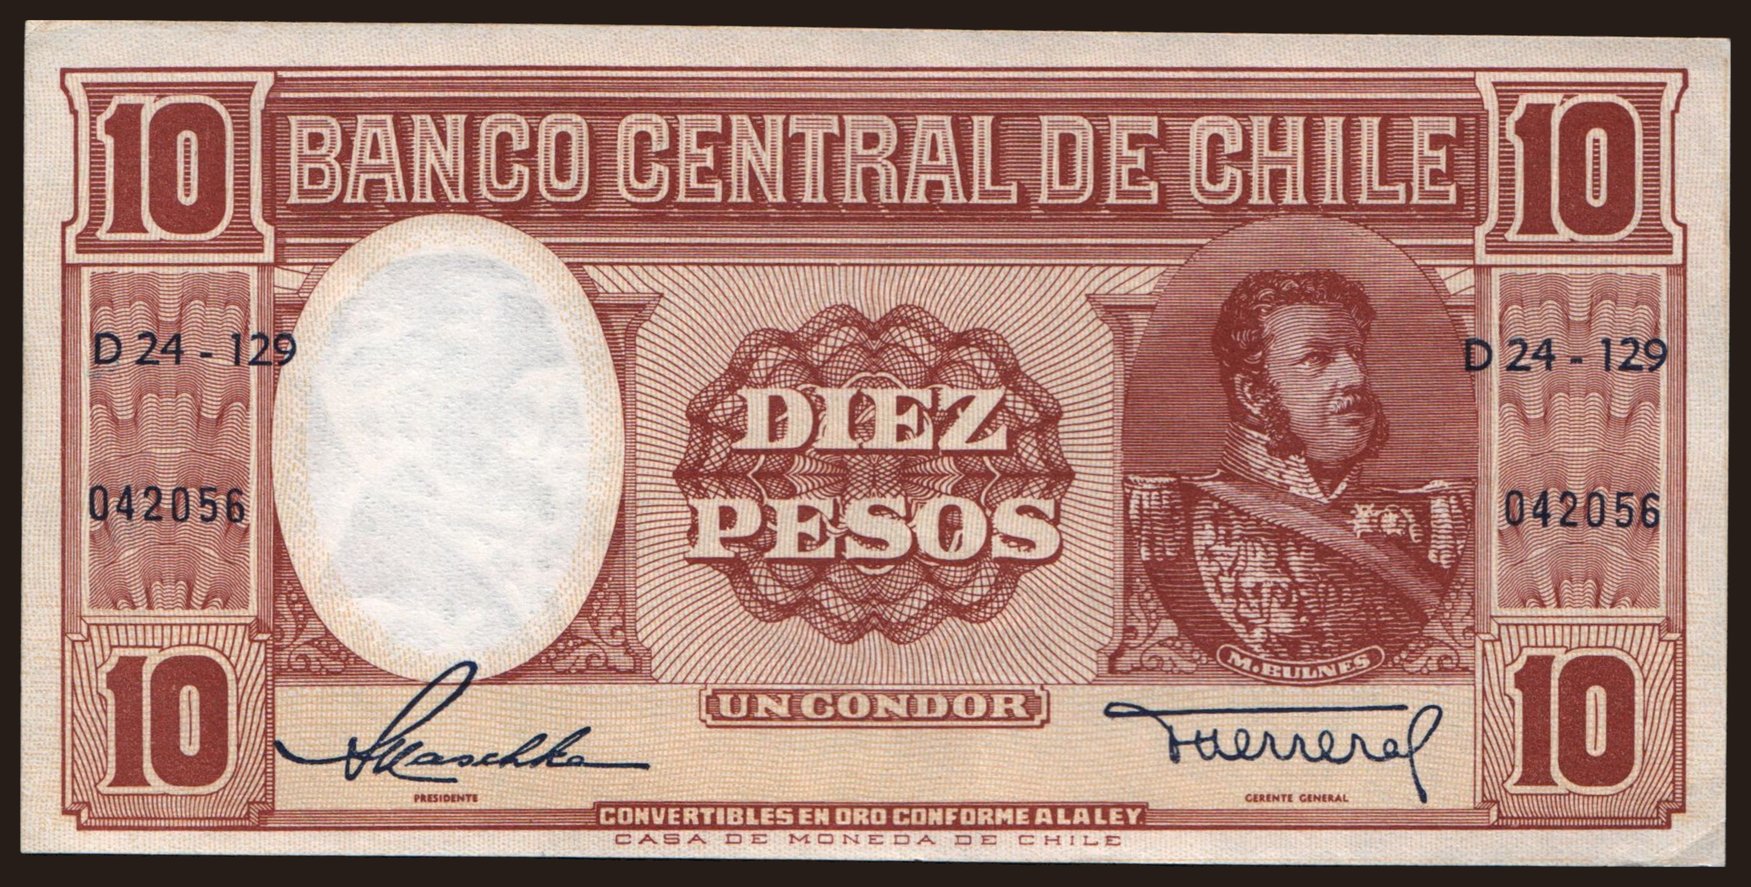 10 BANCO CENTRAL DE CHILE 10
D 24 - 129 D 24 - 129
DIEZ
PESOS
042056 042056
M. BULNES
10 UN CONDOR 10
PRESIDENTE GERENTE GENERAL
CONVERTIBLES EN ORO CONFORME A LA LEY.
CASA DE MONEDA DE CHILE